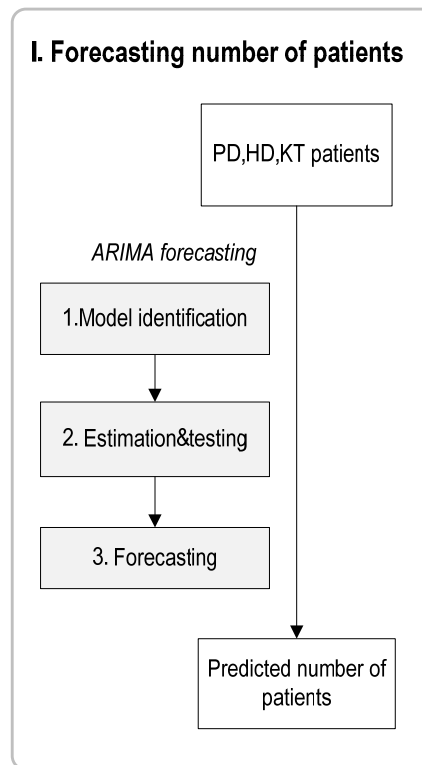 I. Forecasting number of patients
PD,HD,KT patients
ARIMA forecasting
1.Model identification
2. Estimation&testing
3. Forecasting
Predicted number of
patients